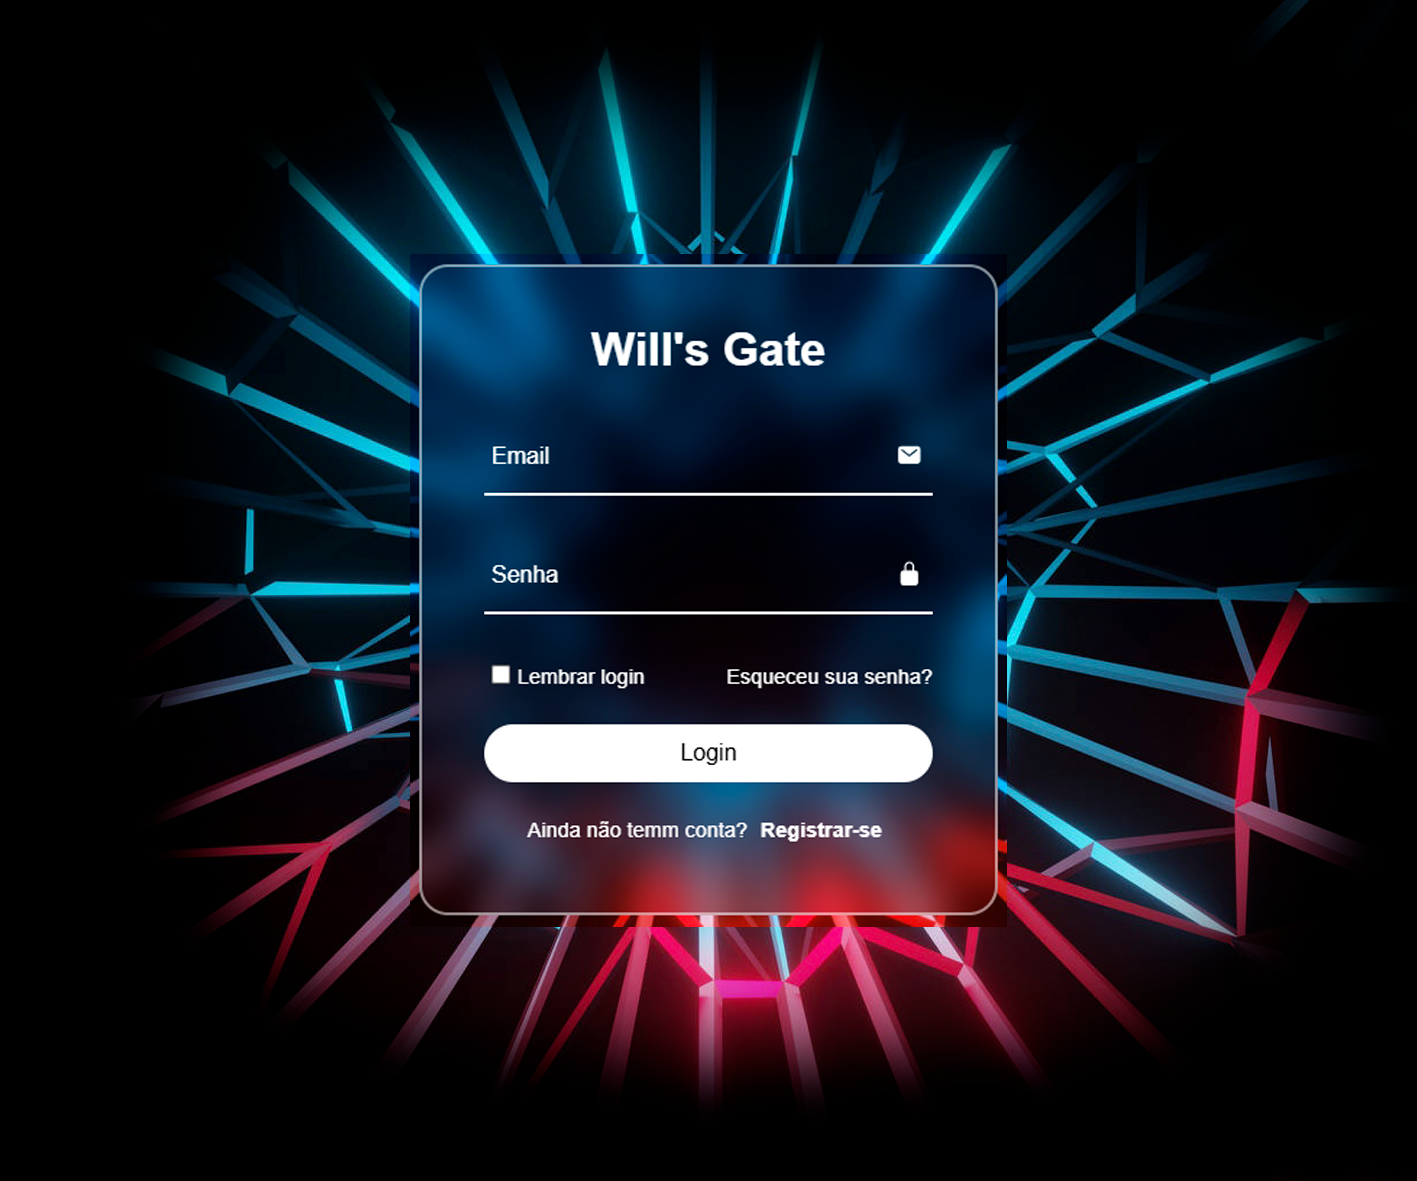 Will's Gate
Email
Senha
Lembrar login Esqueceu sua senha?
Login
Ainda não temm conta? Registrar-se